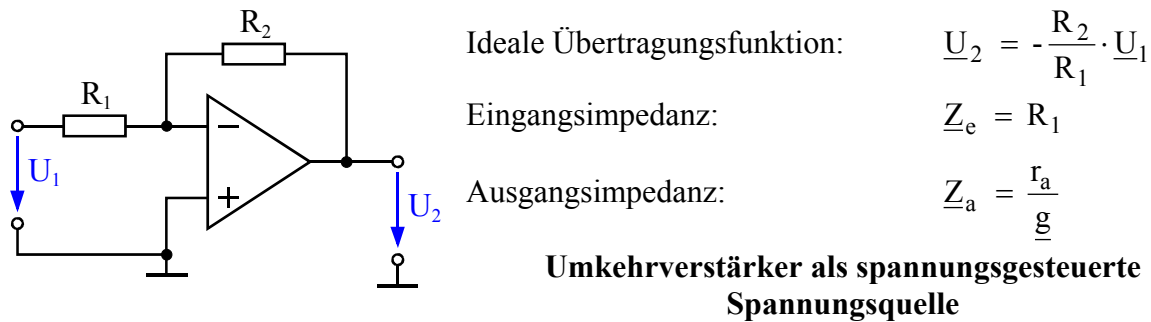 R₂
R₁
−
+
U₁
U₂
Ideale Übertragungsfunktion: U₂ = -R₂/R₁ · U₁
Eingangsimpedanz: Zₑ = R₁
Ausgangsimpedanz: Zₐ = rₐ/g
Umkehrverstärker als spannungsgesteuerte
Spannungsquelle